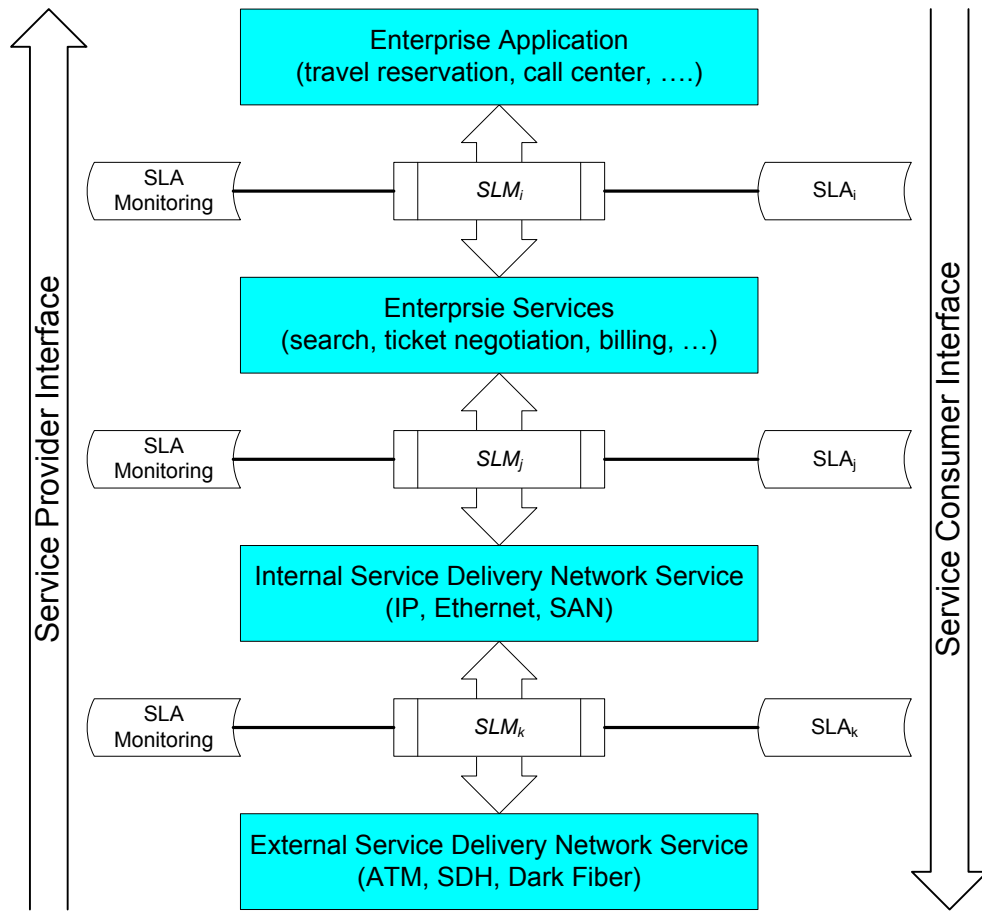 Enterprise Application
(travel reservation, call center, ….)
SLA
Monitoring
SLMᵢ
SLAᵢ
Enterprsie Services
(search, ticket negotiation, billing, …)
SLA
Monitoring
SLMⱼ
SLAⱼ
Internal Service Delivery Network Service
(IP, Ethernet, SAN)
SLA
Monitoring
SLMₖ
SLAₖ
External Service Delivery Network Service
(ATM, SDH, Dark Fiber)
Service Provider Interface
Service Consumer Interface